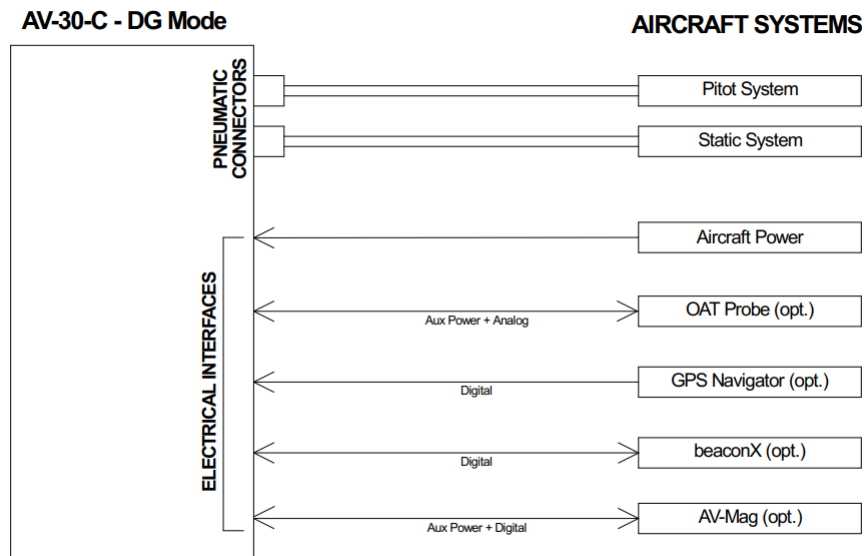 AV-30-C - DG Mode
AIRCRAFT SYSTEMS
PNEUMATIC
CONNECTORS
Pitot System
Static System
ELECTRICAL INTERFACES
Aircraft Power
Aux Power + Analog
OAT Probe (opt.)
Digital
GPS Navigator (opt.)
Digital
beaconX (opt.)
Aux Power + Digital
AV-Mag (opt.)